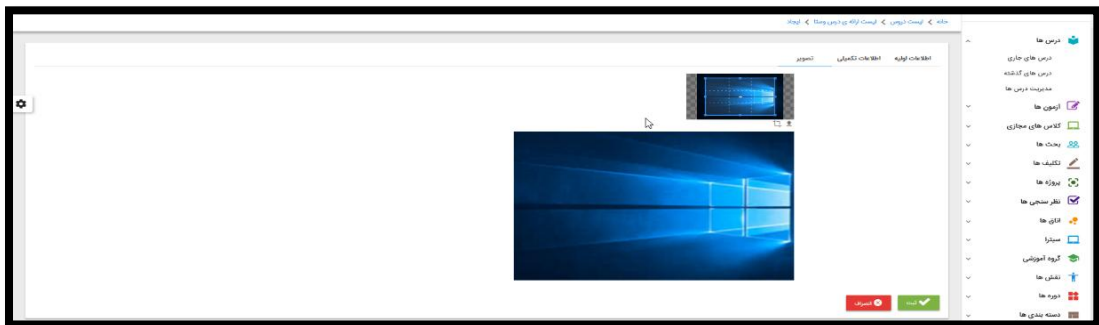 خانه > لیست دروس > لیست ارائه ی درس وستا > ایجاد
اطلاعات اولیه
اطلاعات تکمیلی
تصویر
ثبت
انصراف
درس ها
درس های جاری
درس های گذشته
مدیریت درس ها
آزمون ها
کلاس های مجازی
بحث ها
تکلیف ها
پروژه ها
نظر سنجی ها
اتاق ها
سیترا
گروه آموزشی
نقش ها
دوره ها
دسته بندی ها